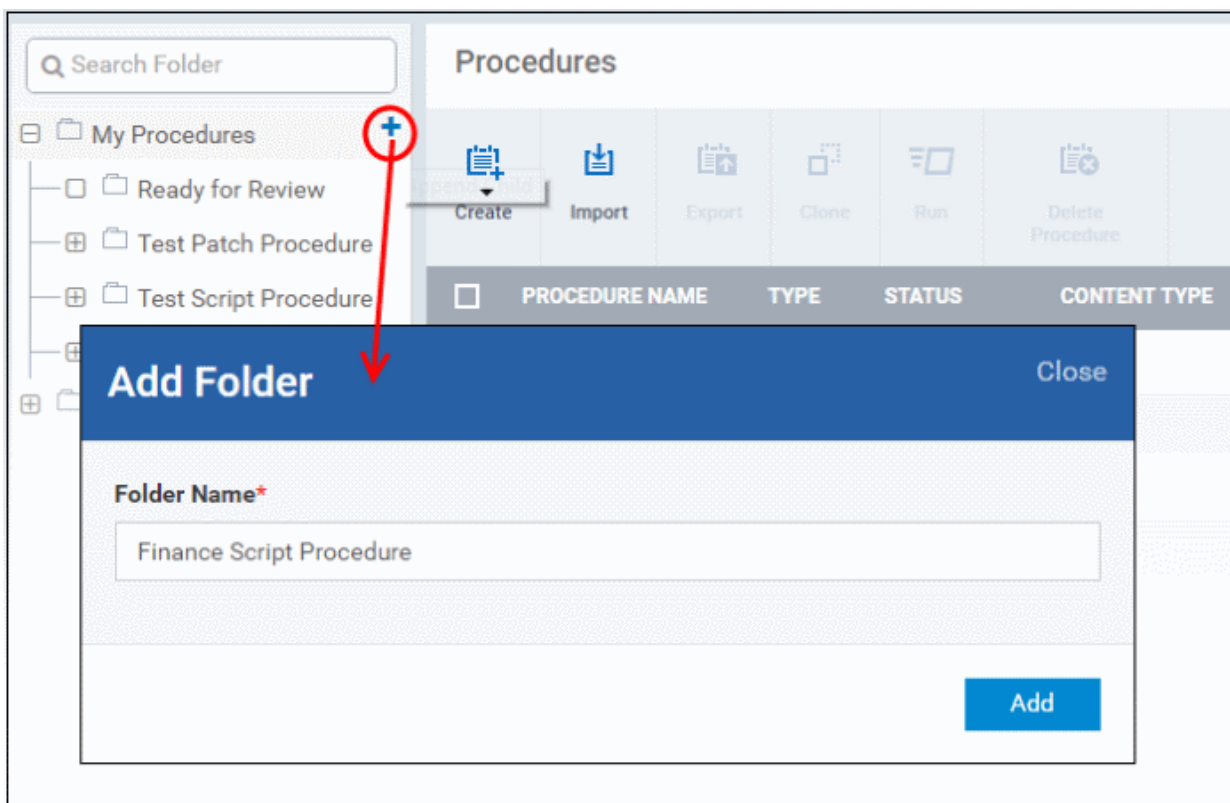 Search Folder
Procedures
My Procedures
Ready for Review
Test Patch Procedure
Test Script Procedure
Create
Import
Export
Clone
Run
Delete
Procedure
PROCEDURE NAME
TYPE
STATUS
CONTENT TYPE
Add Folder
Close
Folder Name*
Finance Script Procedure
Add